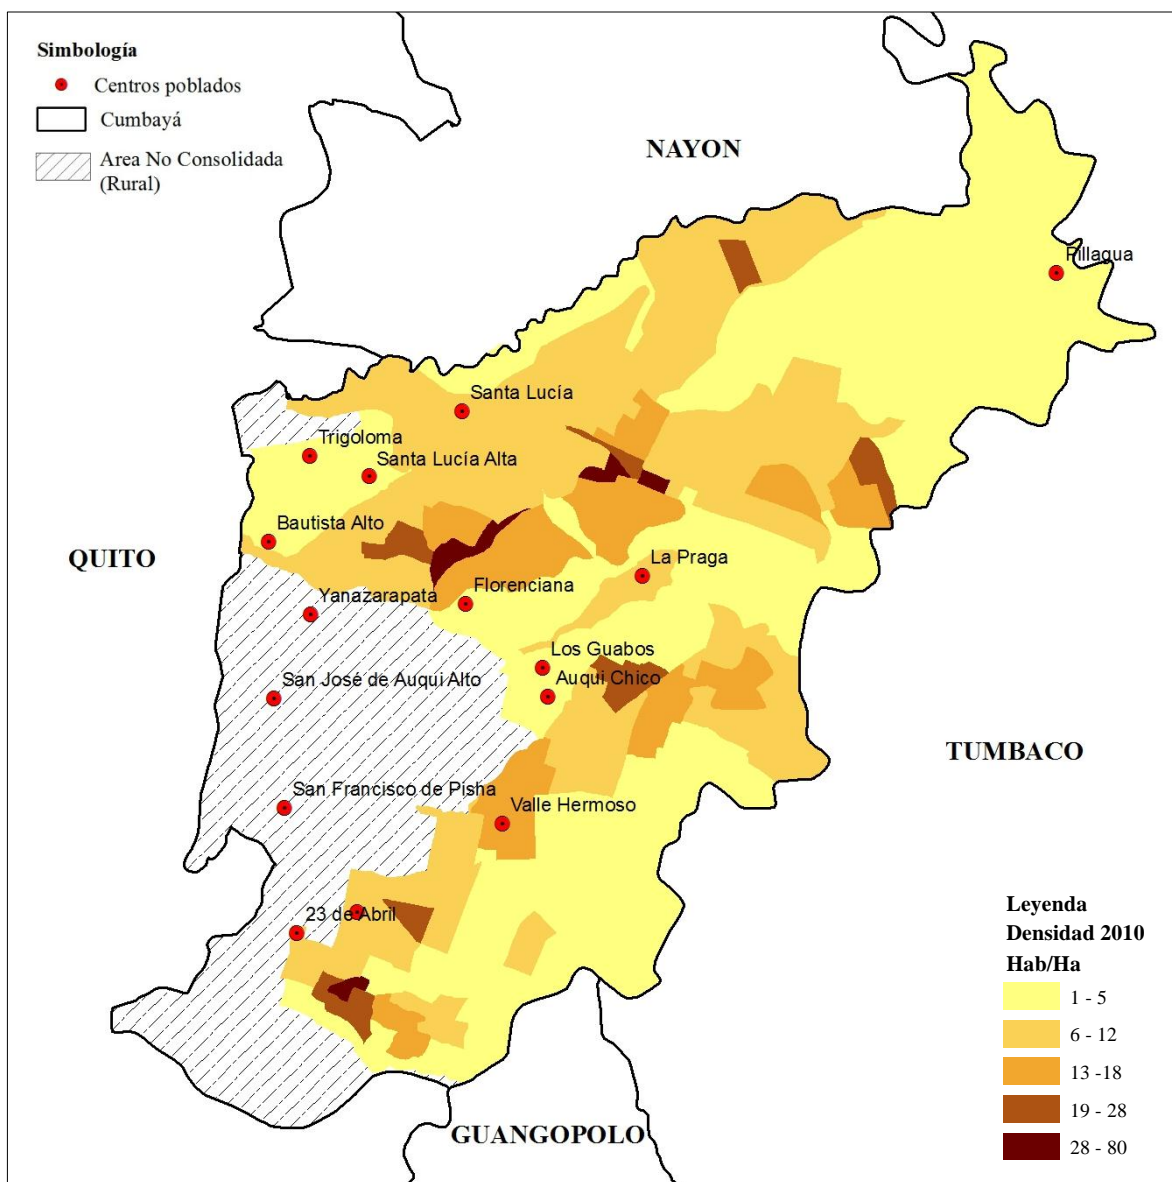 Simbología
Centros poblados
Cumbayá
Area No Consolidada
(Rural)
NAYON
Pillagua
Santa Lucía
Trigoloma
Santa Lucía Alta
Bautista Alto
QUITO
La Praga
Yanazarapata
Florenciana
Los Guabos
San José de Auqui Alto
Auqui Chico
TUMBACO
San Francisco de Pisha
Valle Hermoso
23 de Abril
Leyenda
Densidad 2010
Hab/Ha
1 - 5
6 - 12
13 -18
19 - 28
28 - 80
GUANGOPOLO